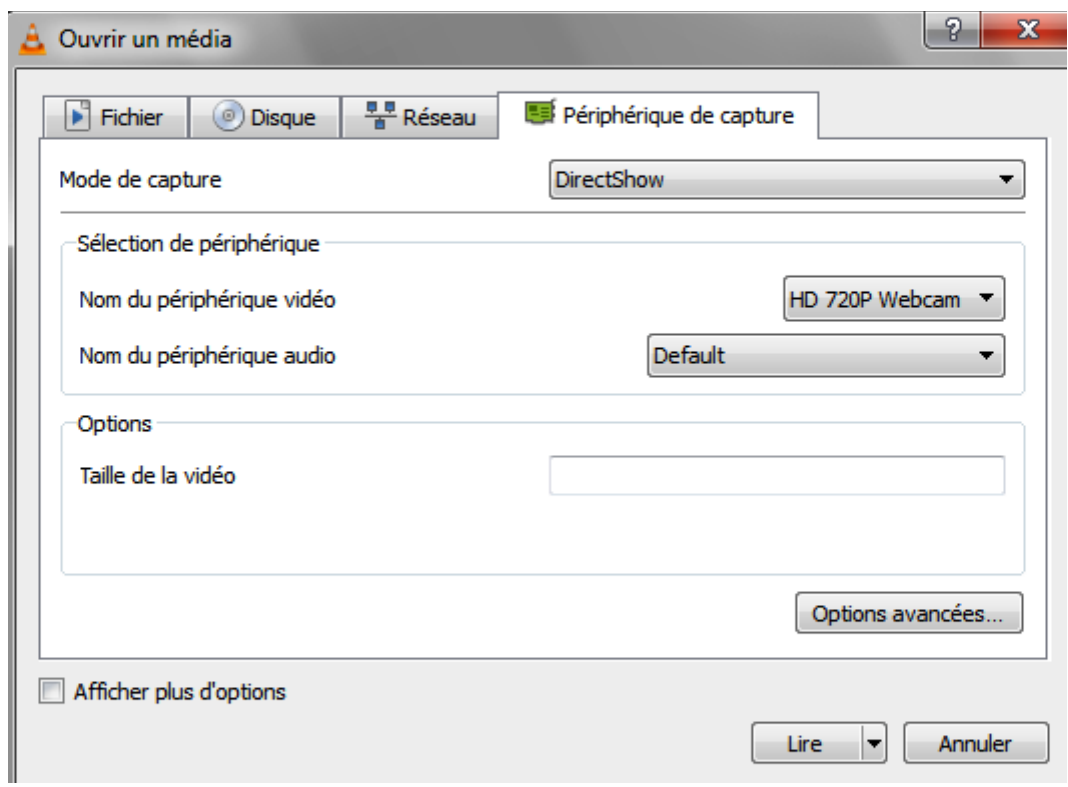 Ouvrir un média
?
X
Fichier Disque Réseau Périphérique de capture
Mode de capture DirectShow
Sélection de périphérique
Nom du périphérique vidéo HD 720P Webcam
Nom du périphérique audio Default
Options
Taille de la vidéo
Options avancées...
Afficher plus d'options
Lire Annuler